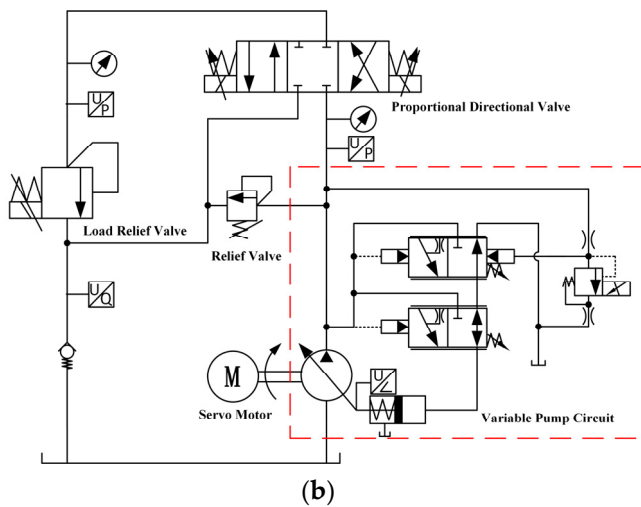 U
P
Proportional Directional Valve
U
P
Load Relief Valve
Relief Valve
U
Q
U
L
M
Servo Motor
Variable Pump Circuit
(b)